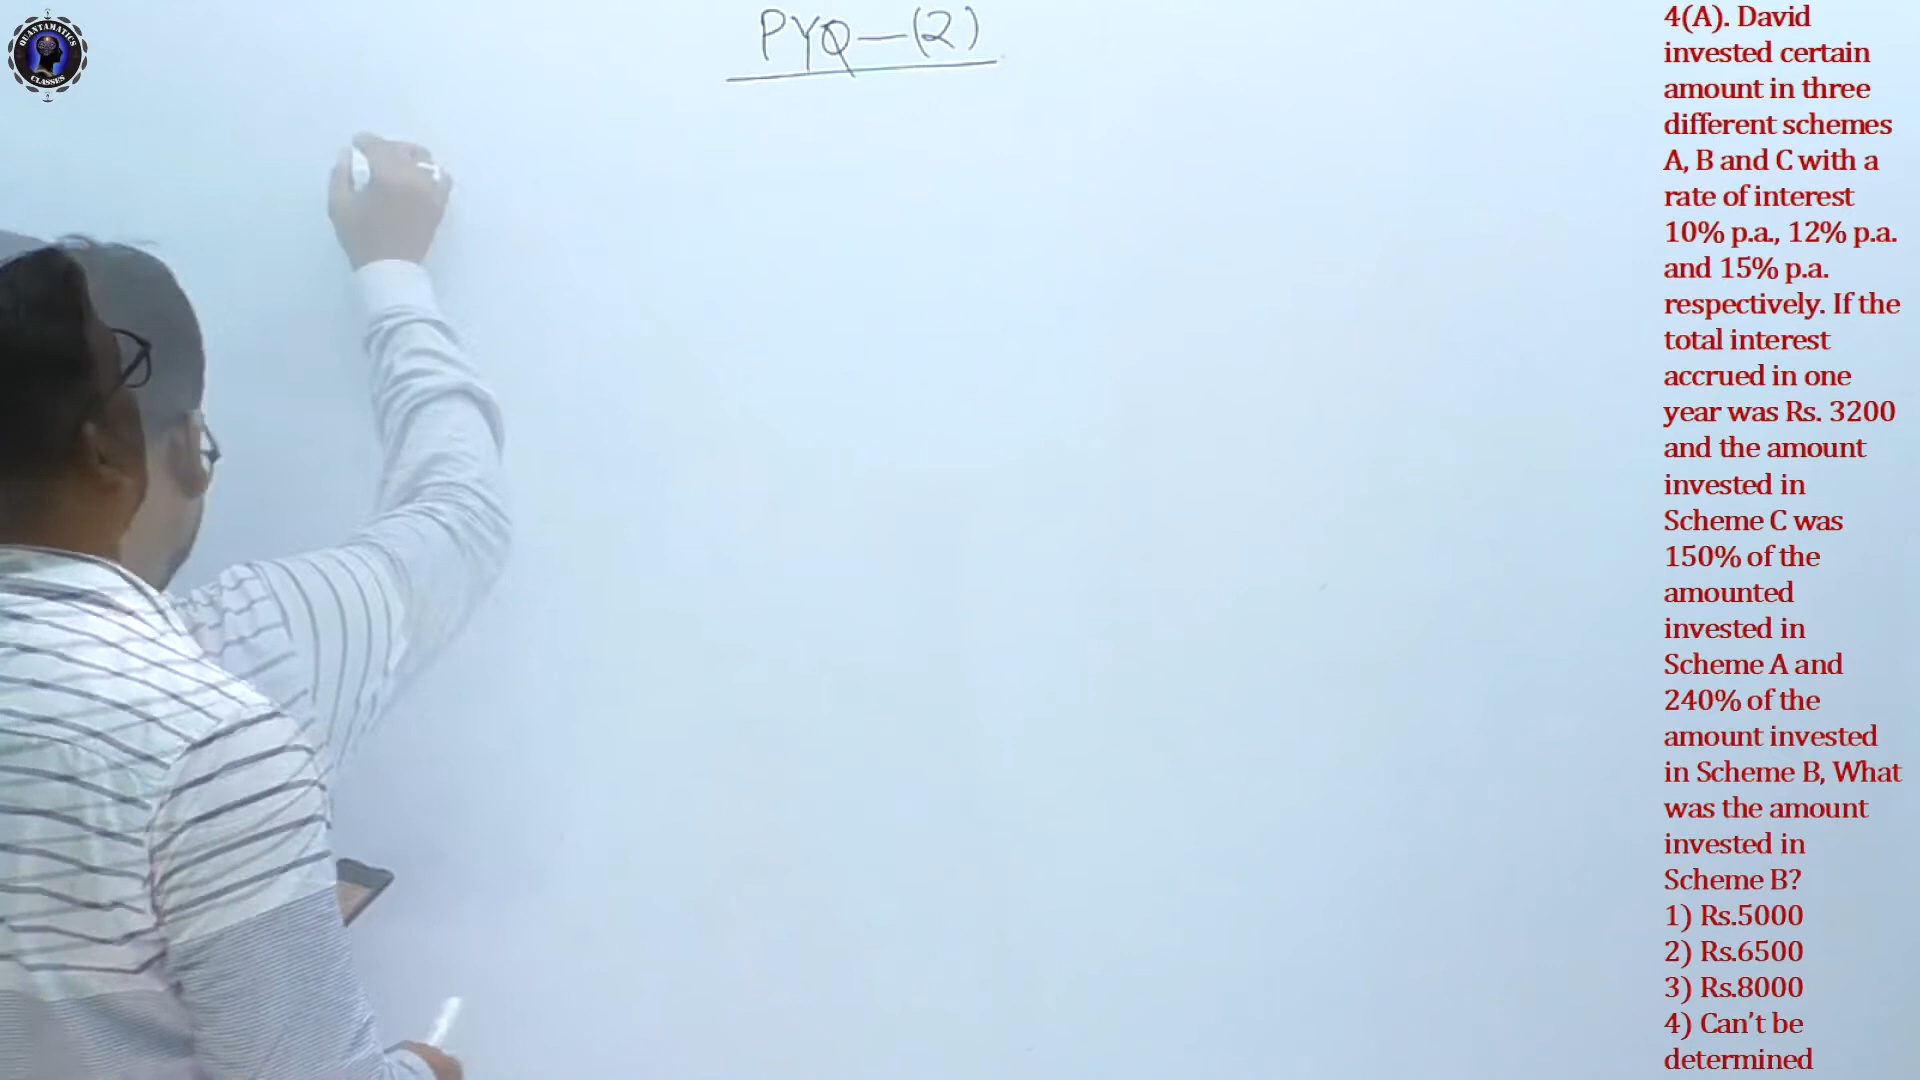 QUANTAMATICS
CLASSES
PYQ—(2)
4(A). David
invested certain
amount in three
different schemes
A, B and C with a
rate of interest
10% p.a., 12% p.a.
and 15% p.a.
respectively. If the
total interest
accrued in one
year was Rs. 3200
and the amount
invested in
Scheme C was
150% of the
amounted
invested in
Scheme A and
240% of the
amount invested
in Scheme B, What
was the amount
invested in
Scheme B?
1) Rs.5000
2) Rs.6500
3) Rs.8000
4) Can’t be
determined